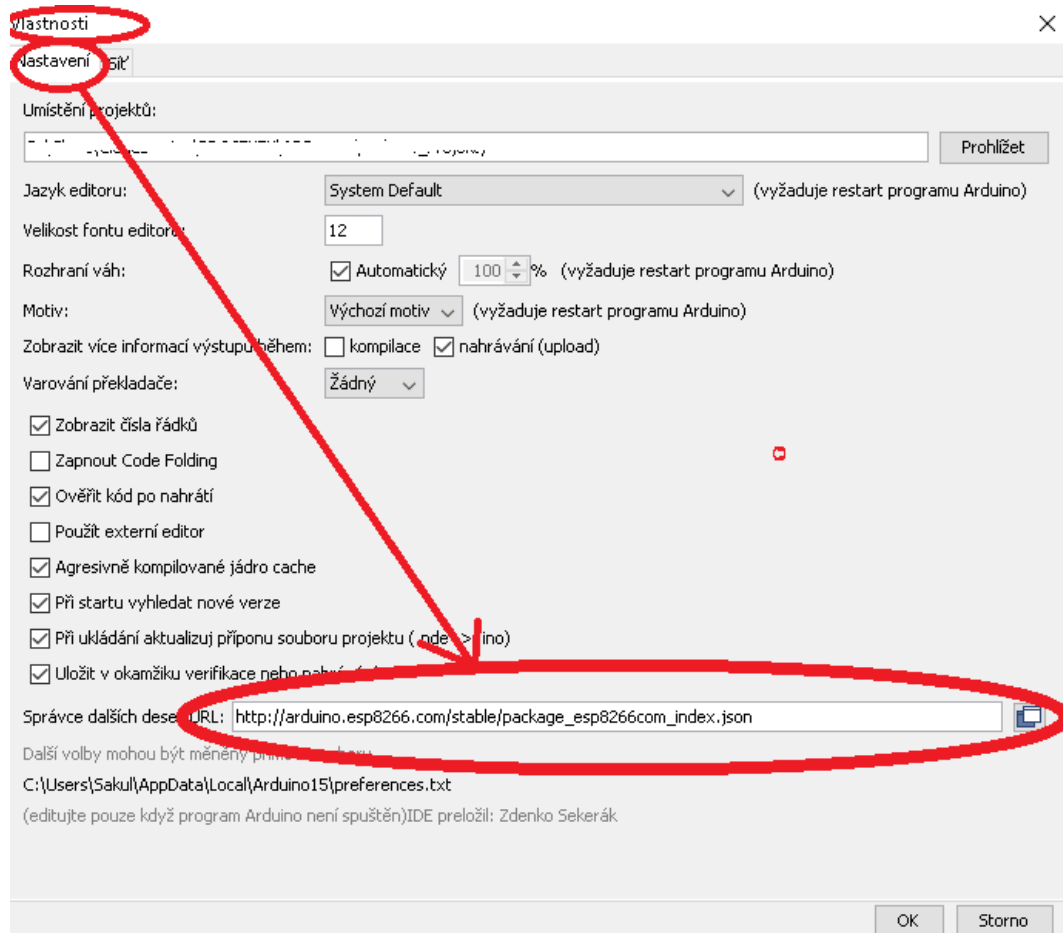 Vlastnosti
Nastavení Síť
Umístění projektů:
Prohlížet
Jazyk editoru: System Default (vyžaduje restart programu Arduino)
Velikost fontu editoru: 12
Rozhraní váh: Automatický 100 % (vyžaduje restart programu Arduino)
Motiv: Výchozí motiv (vyžaduje restart programu Arduino)
Zobrazit více informací výstupu během: kompilace nahrávání (upload)
Varování překladače: Žádný
Zobrazit čísla řádků
Zapnout Code Folding
Ověřit kód po nahrátí
Použít externí editor
Agresivně kompilované jádro cache
Při startu vyhledat nové verze
Při ukládání aktualizuj příponu souboru projektu (.pde -> .ino)
Uložit v okamžiku verifikace nebo
Správce dalších desek URL: http://arduino.esp8266.com/stable/package_esp8266com_index.json
Další volby mohou být měněny
C:\Users\Sakul\AppData\Local\Arduino15\preferences.txt
(editujte pouze když program Arduino není spuštěn)IDE preložil: Zdenko Sekerák
OK Storno